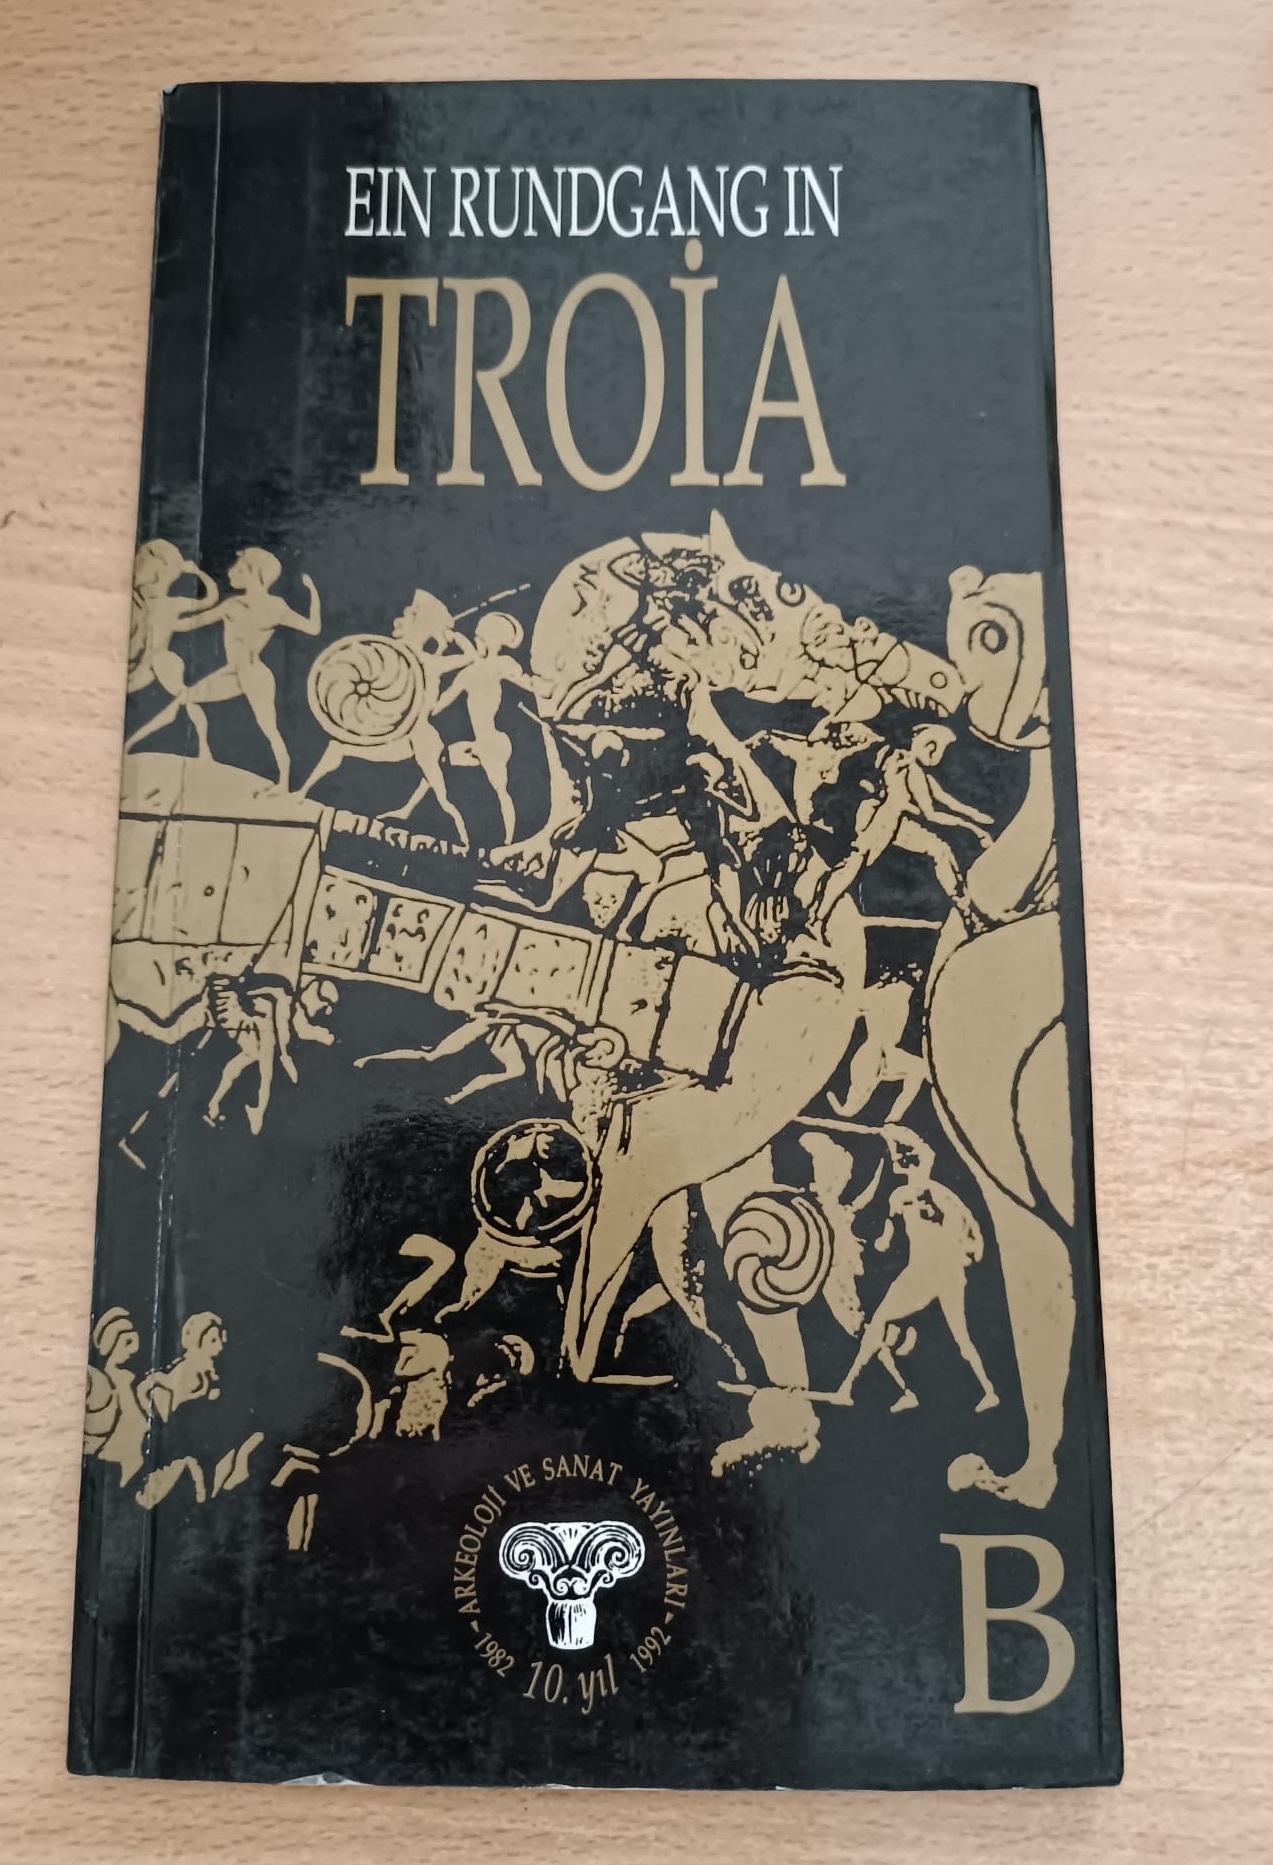 EIN RUNDGANG IN
TROİA
ARKEOLOJİ VE SANAT YAYINLARI
1982 10. yıl 1992
B